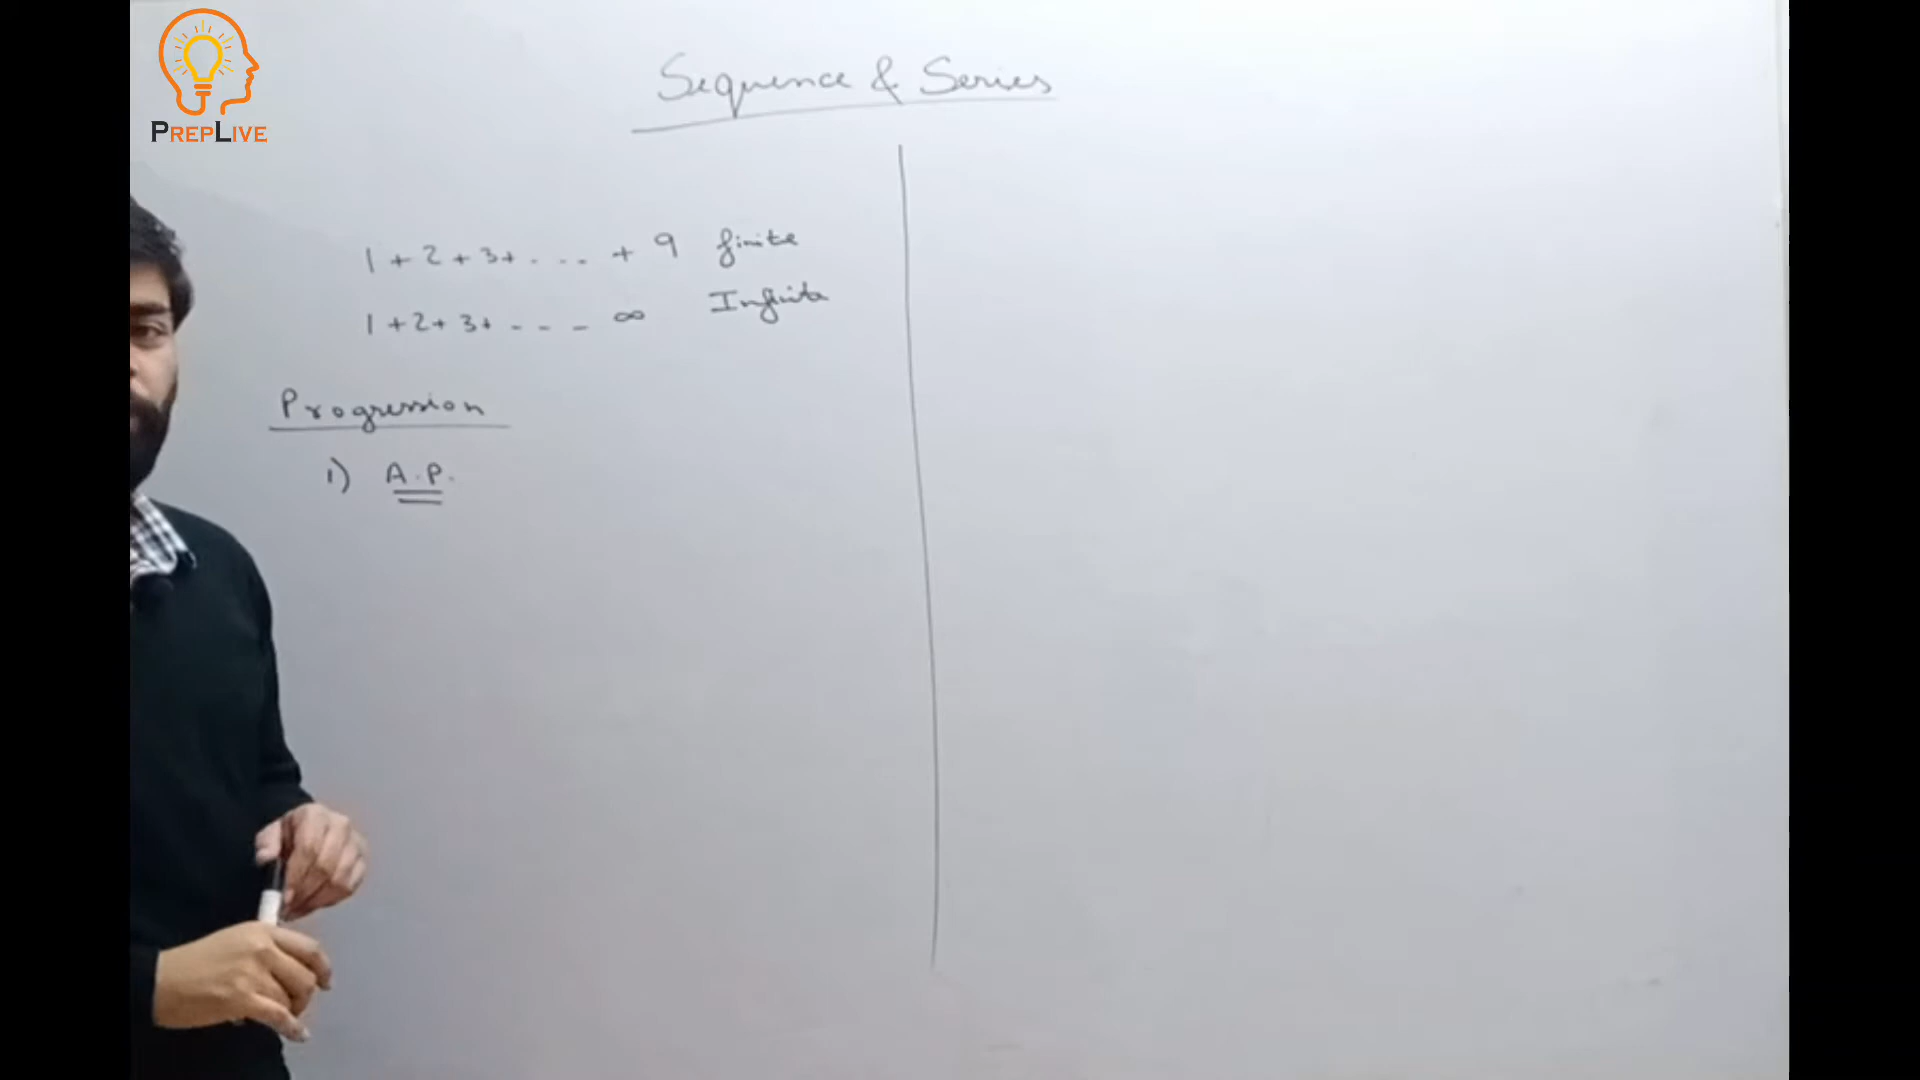 PREPLIVE
Sequence & Series
1 + 2 + 3 + . . . . + 9 finite
1 + 2 + 3 + - - - - ∞ Infinite
Progression
1) A.P.